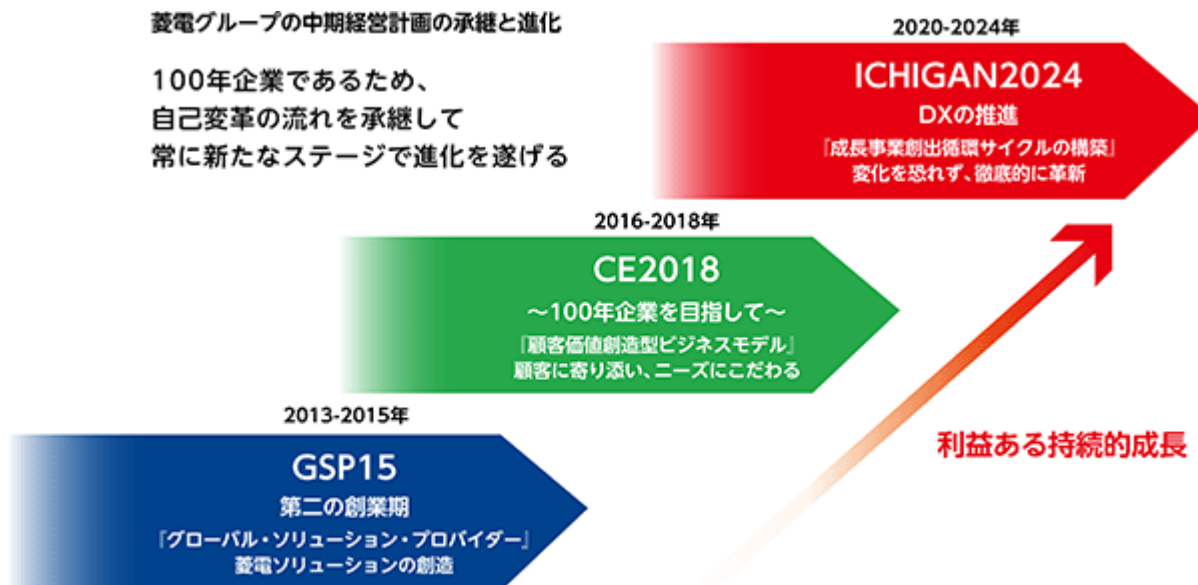 菱電グループの中期経営計画の承継と進化
100年企業であるため、
自己変革の流れを承継して
常に新たなステージで進化を遂げる
2020-2024年
ICHIGAN2024
DXの推進
『成長事業創出循環サイクルの構築』
変化を恐れず、徹底的に革新
2016-2018年
CE2018
～100年企業を目指して～
『顧客価値創造型ビジネスモデル』
顧客に寄り添い、ニーズにこだわる
2013-2015年
GSP15
第二の創業期
『グローバル・ソリューション・プロバイダー』
菱電ソリューションの創造
利益ある持続的成長